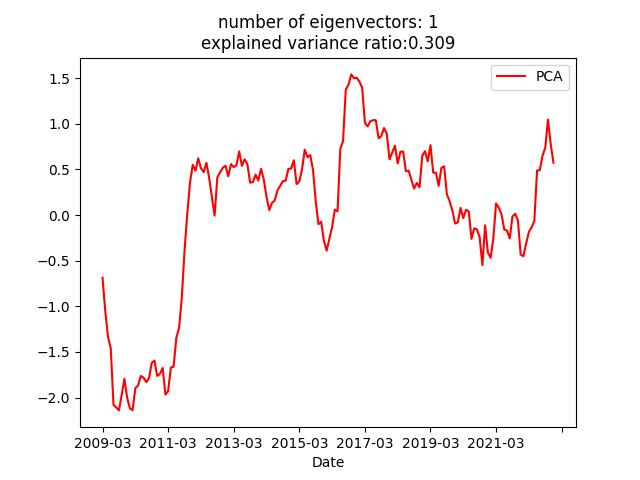 number of eigenvectors: 1
explained variance ratio:0.309
PCA
1.5
1.0
0.5
0.0
−0.5
−1.0
−1.5
−2.0
2009-03 2011-03 2013-03 2015-03 2017-03 2019-03 2021-03
Date